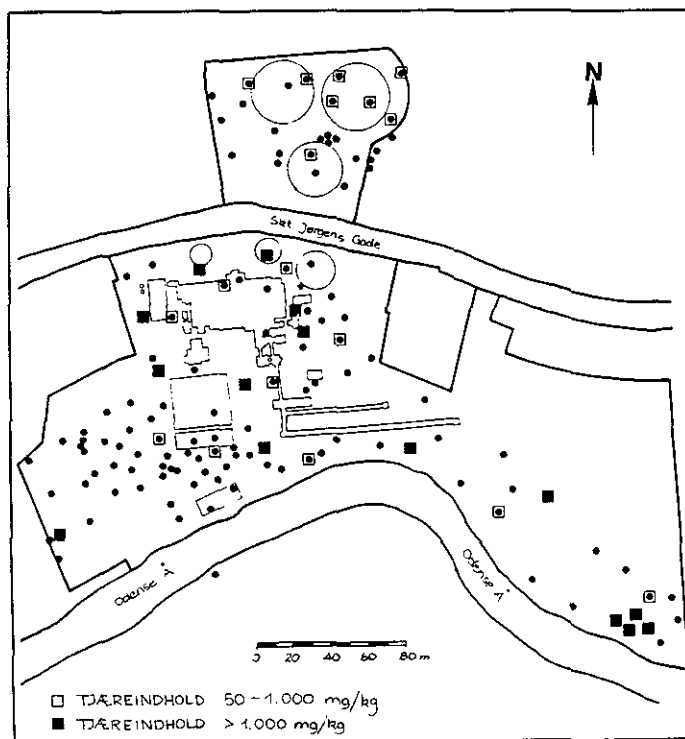 N
Skt Jørgens Gade
Odense Å
Odense Å
0 20 40 60 80 m
TJÆREINDHOLD 50-1.000 mg/kg
TJÆREINDHOLD > 1.000 mg/kg